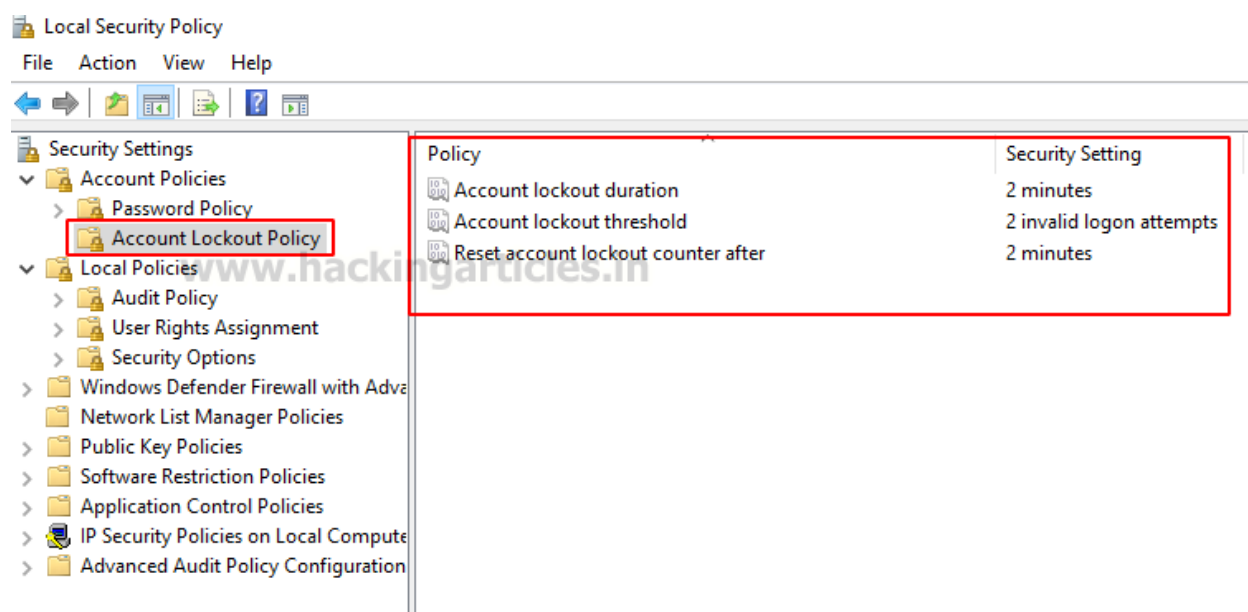 Local Security Policy
File Action View Help
Security Settings
Account Policies
Password Policy
Account Lockout Policy
Local Policies
Audit Policy
User Rights Assignment
Security Options
Windows Defender Firewall with Adva
Network List Manager Policies
Public Key Policies
Software Restriction Policies
Application Control Policies
IP Security Policies on Local Compute
Advanced Audit Policy Configuration
Policy Security Setting
Account lockout duration 2 minutes
Account lockout threshold 2 invalid logon attempts
Reset account lockout counter after 2 minutes
www.hackingarticles.in